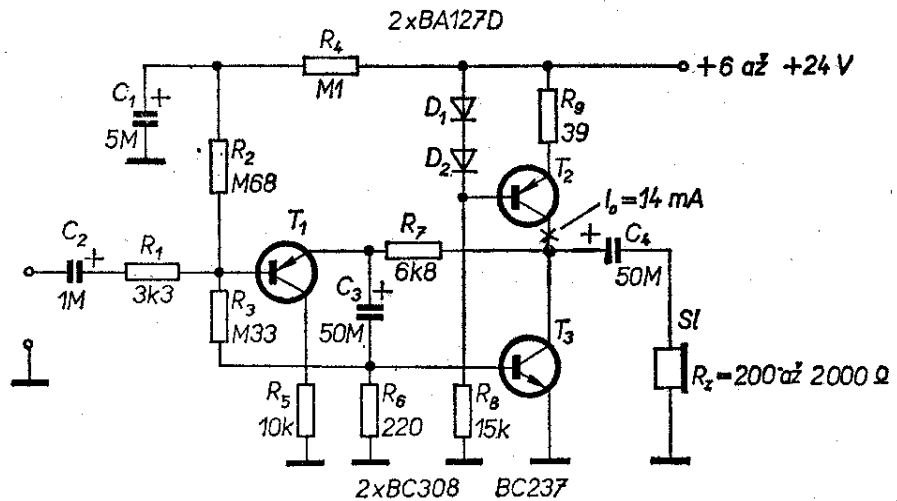 2xBA127D
R4
M1
+6 až +24 V
C1 +
5M
D1
R9
39
R2
M68
D2
T2
I0=14 mA
T1
R7
6k8
+
C4
50M
C2
+
1M
R1
3k3
R3
M33
C3
+
50M
T3
Sl
Rz=200 až 2000 Ω
R5
10k
R6
220
R8
15k
2xBC308
BC237